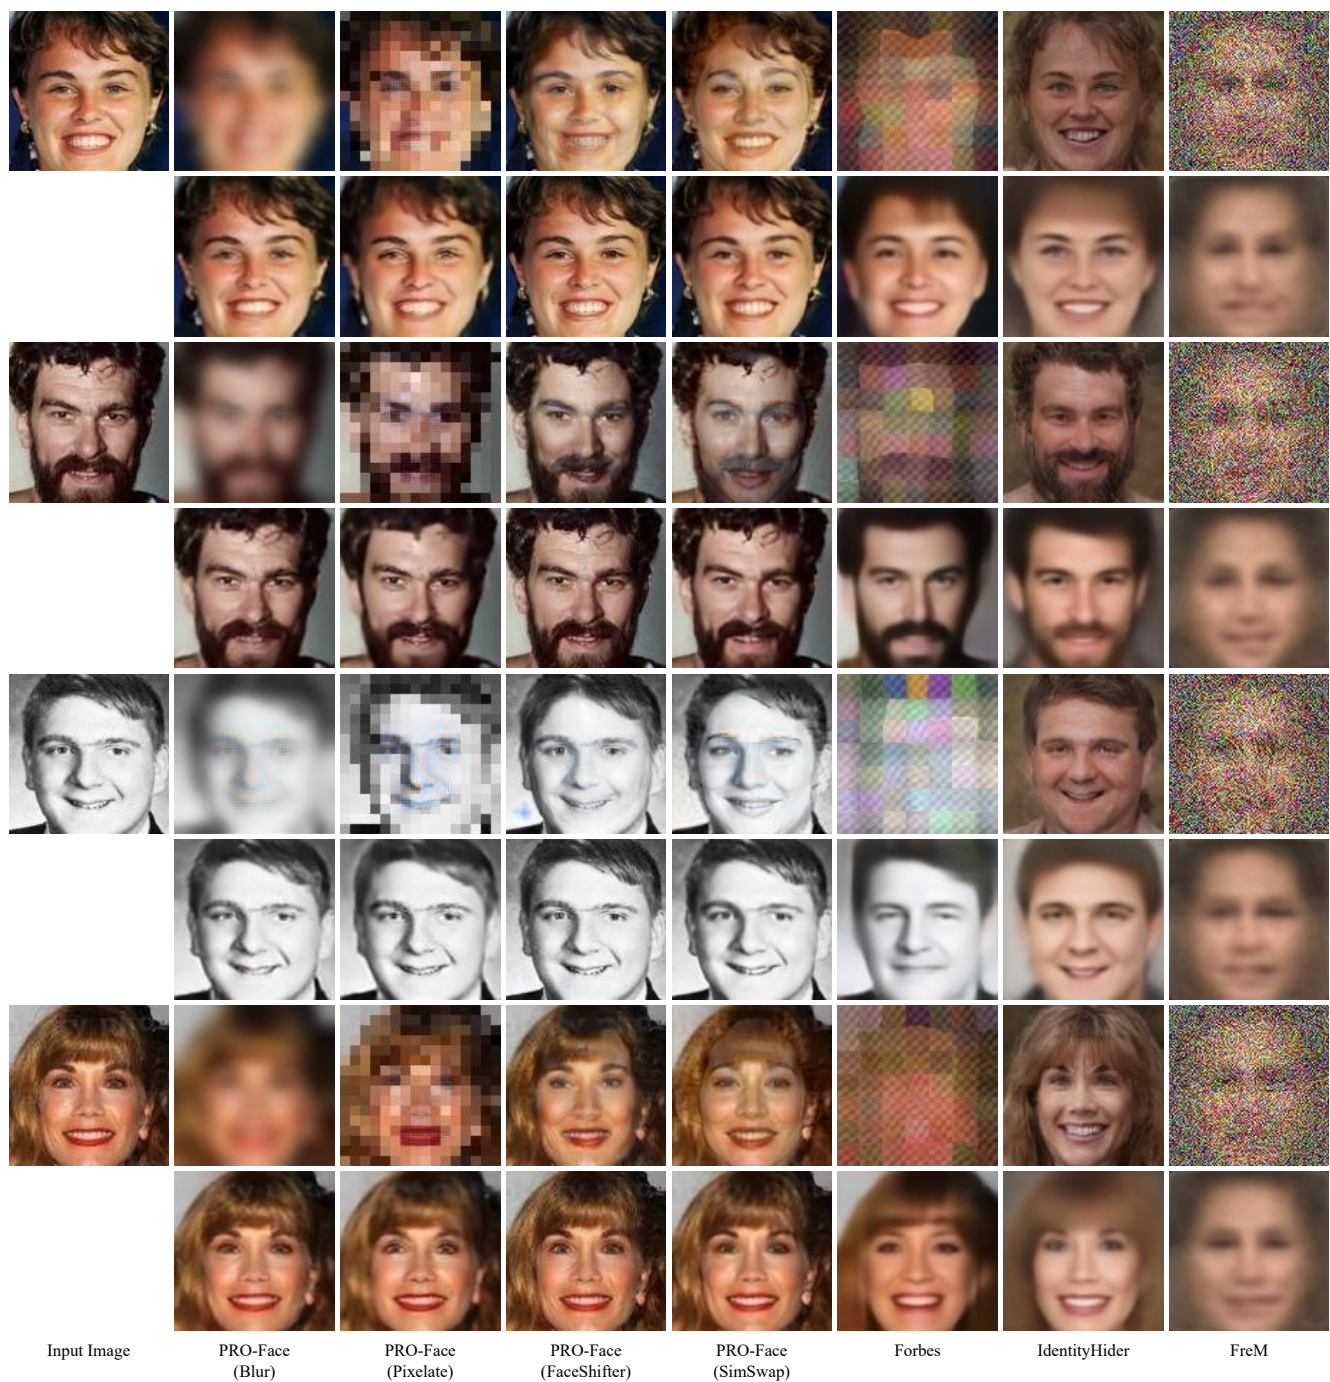 Input Image
PRO-Face
(Blur)
PRO-Face
(Pixelate)
PRO-Face
(FaceShifter)
PRO-Face
(SimSwap)
Forbes
IdentityHider
FreM